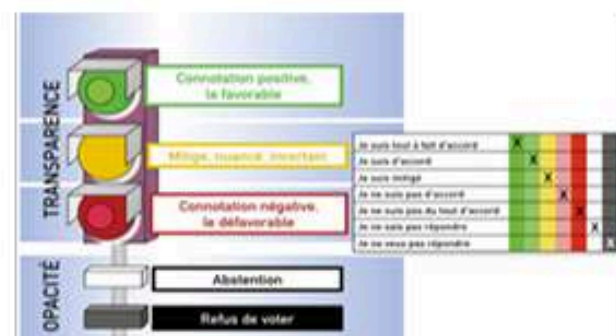 TRANSPARENCE
OPACITÉ
Connotation positive,
le favorable
Mitigé, nuancé, incertain
Connotation négative,
le défavorable
Abstention
Refus de voter
Je suis tout à fait d'accord X
Je suis d'accord X
Je suis mitigé X
Je ne suis pas d'accord X
Je ne suis pas du tout d'accord X
Je ne sais pas répondre X
Je ne veux pas répondre X